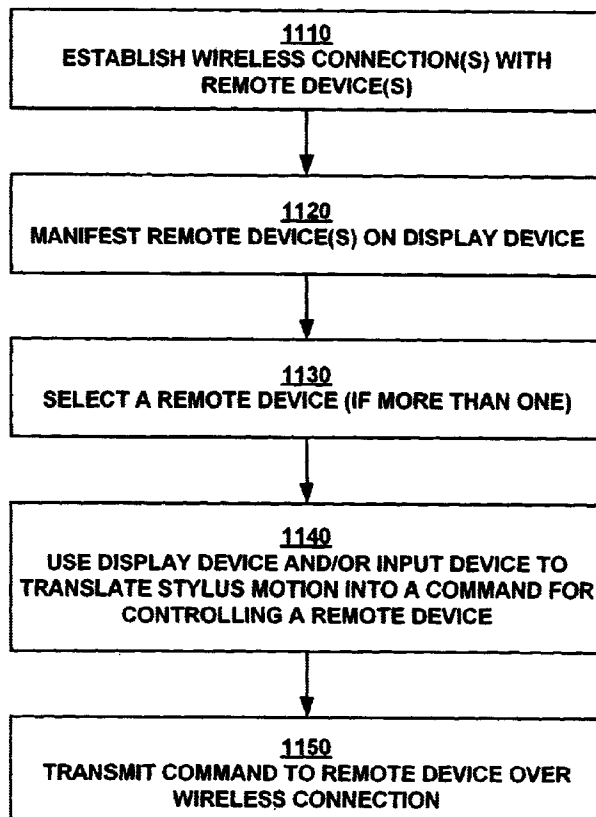 1110
ESTABLISH WIRELESS CONNECTION(S) WITH
REMOTE DEVICE(S)
1120
MANIFEST REMOTE DEVICE(S) ON DISPLAY DEVICE
1130
SELECT A REMOTE DEVICE (IF MORE THAN ONE)
1140
USE DISPLAY DEVICE AND/OR INPUT DEVICE TO
TRANSLATE STYLUS MOTION INTO A COMMAND FOR
CONTROLLING A REMOTE DEVICE
1150
TRANSMIT COMMAND TO REMOTE DEVICE OVER
WIRELESS CONNECTION